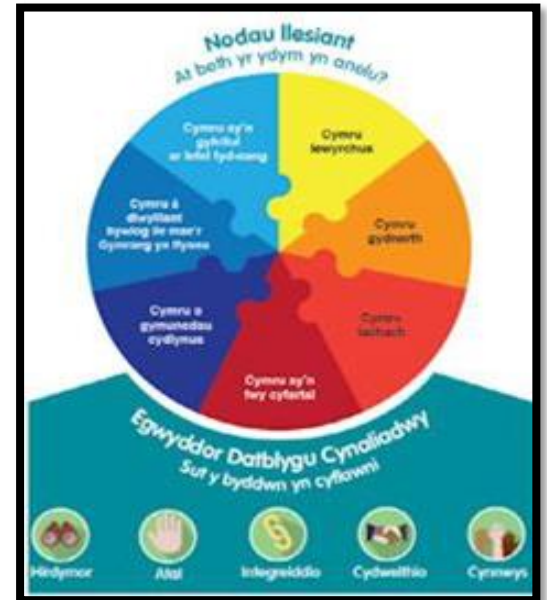 Nodau llesiant
At beth yr ydym yn anelu?
Cymru
lewyrchus
Cymru
gydnerth
Cymru
iachach
Cymru sy'n
fwy cyfartal
Cymru o
gymunedau
cydlynus
Cymru â
diwylliant
bywiog lle mae'r
Gymraeg yn ffynnu
Cymru sy'n
gyfrifol
ar lefel fyd-eang
Egwyddor Datblygu Cynaliadwy
Sut y byddwn yn cyflawni
Hirdymor
Atal
Integreiddio
Cydweithio
Cynnwys